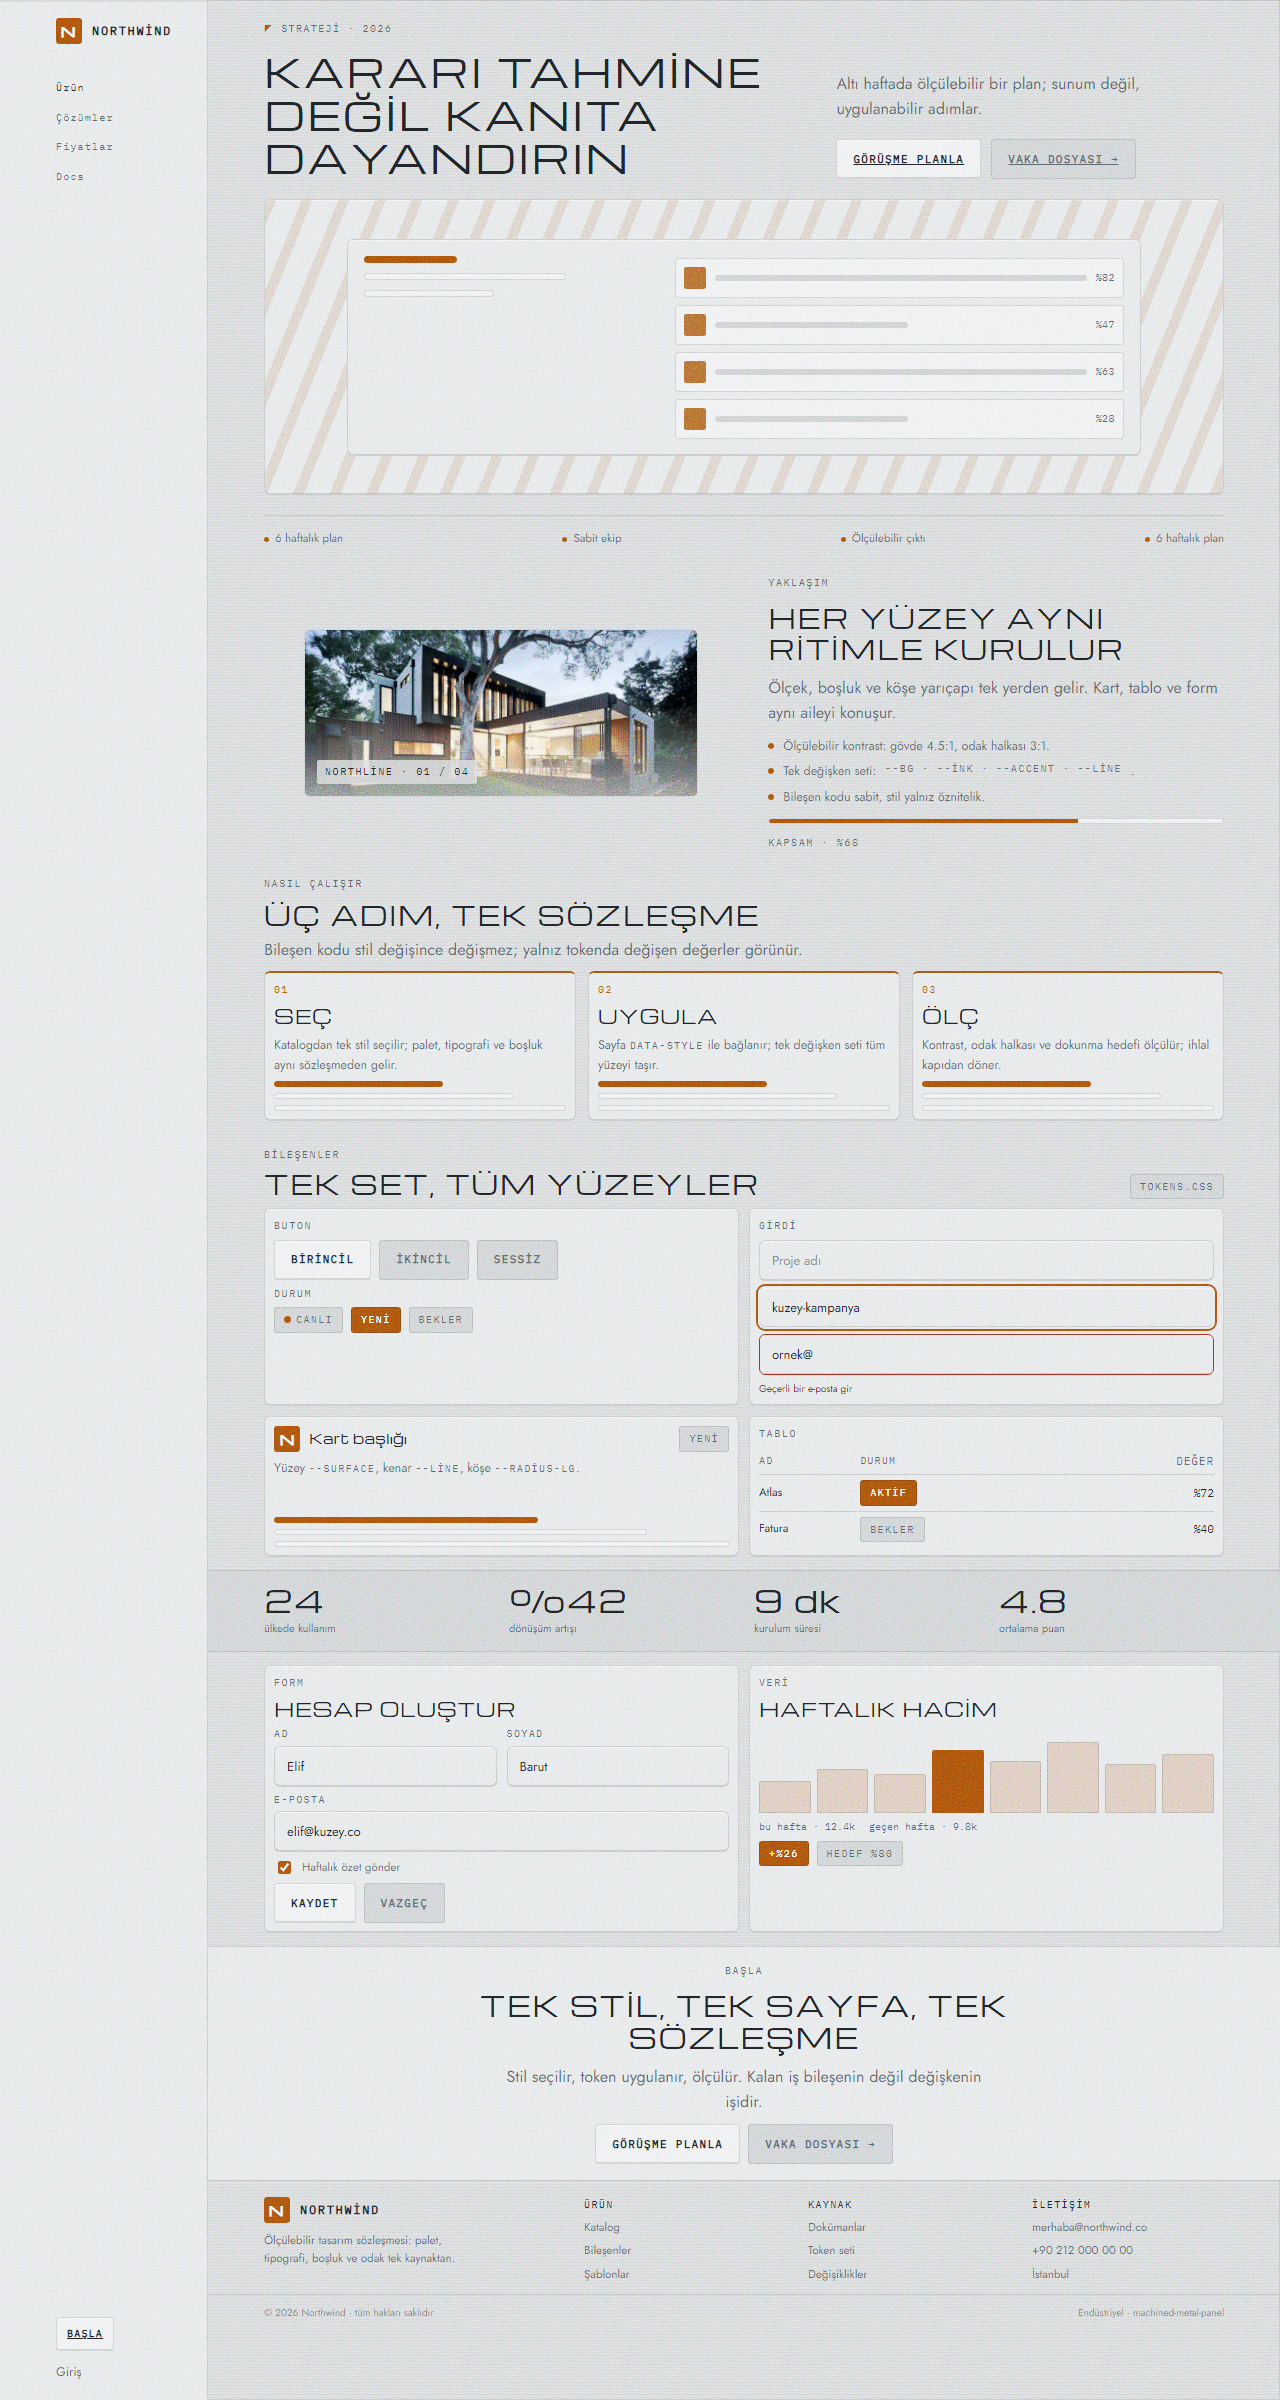 N NORTHWİND
Ürün
Çözümler
Fiyatlar
Docs
STRATEJİ · 2026
KARARI TAHMİNE
DEĞİL KANITA
DAYANDIRIN
Altı haftada ölçülebilir bir plan; sunum değil,
uygulanabilir adımlar.
GÖRÜŞME PLANLA
VAKA DOSYASI →
%82
%47
%63
%28
6 haftalık plan
Sabit ekip
Ölçülebilir çıktı
6 haftalık plan
NORTHLİNE · 01 / 04
YAKLAŞIM
HER YÜZEY AYNI
RİTİMLE KURULUR
Ölçek, boşluk ve köşe yarıçapı tek yerden gelir. Kart, tablo ve form
aynı aileyi konuşur.
Ölçülebilir kontrast: gövde 4.5:1, odak halkası 3:1.
Tek değişken seti: --BG · --İNK · --ACCENT · --LİNE .
Bileşen kodu sabit, stil yalnız öznitelik.
KAPSAM · %68
NASIL ÇALIŞIR
ÜÇ ADIM, TEK SÖZLEŞME
Bileşen kodu stil değişince değişmez; yalnız tokenda değişen değerler görünür.
01
SEÇ
Katalogdan tek stil seçilir; palet, tipografi ve boşluk
aynı sözleşmeden gelir.
02
UYGULA
Sayfa DATA-STYLE ile bağlanır; tek değişken seti tüm
yüzeyi taşır.
03
ÖLÇ
Kontrast, odak halkası ve dokunma hedefi ölçülür; ihlal
kapıdan döner.
BİLEŞENLER
TEK SET, TÜM YÜZEYLER
TOKENS.CSS
BUTON
BİRİNCİL
İKİNCİL
SESSİZ
DURUM
CANLI
YENİ
BEKLER
GİRDİ
Proje adı
kuzey-kampanya
ornek@
Geçerli bir e-posta gir
N Kart başlığı
YENİ
Yüzey --SURFACE, kenar --LİNE, köşe --RADİUS-LG.
TABLO
AD DURUM DEĞER
Atlas AKTİF %72
Fatura BEKLER %40
24
ülkede kullanım
%42
dönüşüm artışı
9 dk
kurulum süresi
4.8
ortalama puan
FORM
HESAP OLUŞTUR
AD
SOYAD
Elif
Barut
E-POSTA
elif@kuzey.co
Haftalık özet gönder
KAYDET
VAZGEÇ
VERİ
HAFTALIK HACİM
bu hafta · 12.4k geçen hafta · 9.8k
+%26
HEDEF %80
BAŞLA
TEK STİL, TEK SAYFA, TEK
SÖZLEŞME
Stil seçilir, token uygulanır, ölçülür. Kalan iş bileşenin değil değişkenin
işidir.
GÖRÜŞME PLANLA
VAKA DOSYASI →
N NORTHWİND
Ölçülebilir tasarım sözleşmesi: palet,
tipografi, boşluk ve odak tek kaynaktan.
ÜRÜN
Katalog
Bileşenler
Şablonlar
KAYNAK
Dokümanlar
Token seti
Değişiklikler
İLETİŞİM
merhaba@northwind.co
+90 212 000 00 00
İstanbul
© 2026 Northwind · tüm hakları saklıdır
Endüstriyel · machined-metal-panel
BAŞLA
Giriş